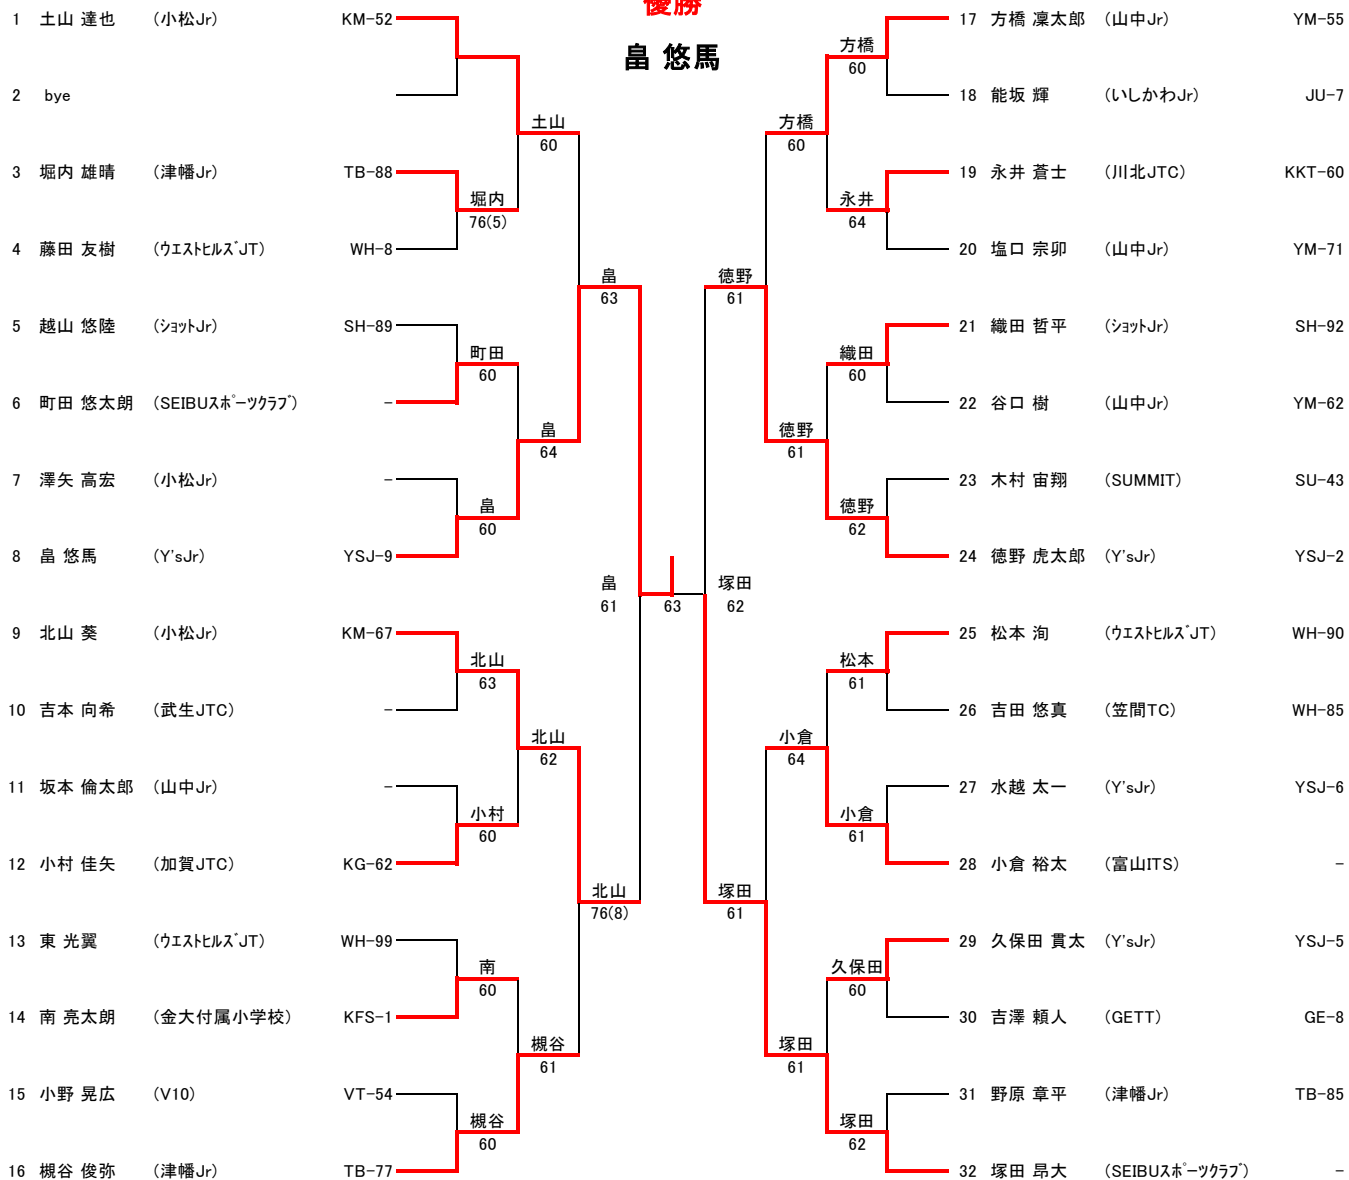 優勝
畠 悠馬
1 土山 達也 (小松Jr) KM-52
2 bye
3 堀内 雄晴 (津幡Jr) TB-88
4 藤田 友樹 (ウエストヒルズJT) WH-8
5 越山 悠陸 (ショットJr) SH-89
6 町田 悠太朗 (SEIBUスポーツクラブ) -
7 澤矢 高宏 (小松Jr) -
8 畠 悠馬 (Y'sJr) YSJ-9
9 北山 葵 (小松Jr) KM-67
10 吉本 向希 (武生JTC) -
11 坂本 倫太郎 (山中Jr) -
12 小村 佳矢 (加賀JTC) KG-62
13 東 光翼 (ウエストヒルズJT) WH-99
14 南 亮太朗 (金大付属小学校) KFS-1
15 小野 晃広 (V10) VT-54
16 槻谷 俊弥 (津幡Jr) TB-77
堀内
76(5)
町田
60
畠
60
北山
63
小村
60
南
60
槻谷
60
土山
60
畠
64
北山
62
槻谷
61
畠
63
北山
76(8)
畠
61
63
塚田
62
徳野
61
塚田
61
方橋
60
徳野
61
小倉
64
塚田
61
方橋
60
永井
64
織田
60
徳野
62
松本
61
小倉
61
久保田
60
塚田
62
17 方橋 凜太郎 (山中Jr) YM-55
18 能坂 輝 (いしかわJr) JU-7
19 永井 蒼士 (川北JTC) KKT-60
20 塩口 宗卯 (山中Jr) YM-71
21 織田 哲平 (ショットJr) SH-92
22 谷口 樹 (山中Jr) YM-62
23 木村 宙翔 (SUMMIT) SU-43
24 徳野 虎太郎 (Y'sJr) YSJ-2
25 松本 洵 (ウエストヒルズJT) WH-90
26 吉田 悠真 (笠間TC) WH-85
27 水越 太一 (Y'sJr) YSJ-6
28 小倉 裕太 (富山ITS) -
29 久保田 貫太 (Y'sJr) YSJ-5
30 吉澤 頼人 (GETT) GE-8
31 野原 章平 (津幡Jr) TB-85
32 塚田 昂大 (SEIBUスポーツクラブ) -